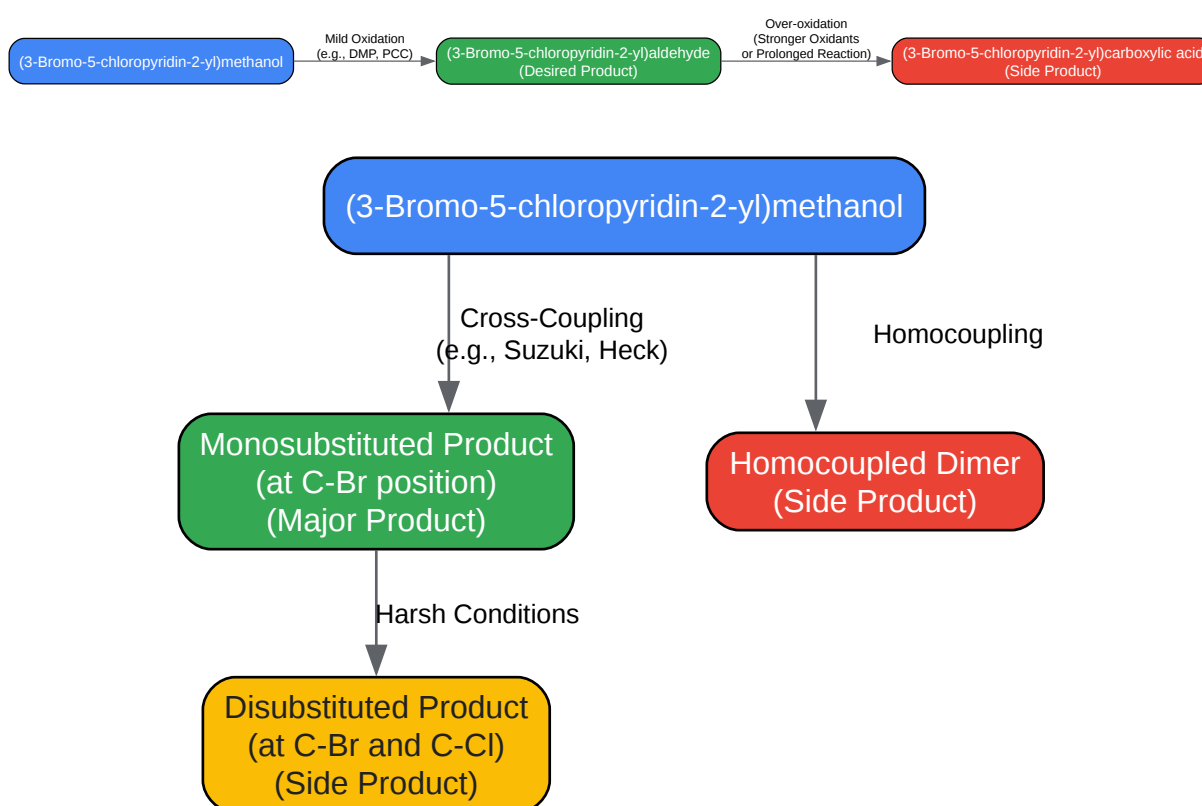 (3-Bromo-5-chloropyridin-2-yl)methanol
Mild Oxidation
(e.g., DMP, PCC)
(3-Bromo-5-chloropyridin-2-yl)aldehyde
(Desired Product)
Over-oxidation
(Stronger Oxidants
or Prolonged Reaction)
(3-Bromo-5-chloropyridin-2-yl)carboxylic acid
(Side Product)
(3-Bromo-5-chloropyridin-2-yl)methanol
Cross-Coupling
(e.g., Suzuki, Heck)
Homocoupling
Monosubstituted Product
(at C-Br position)
(Major Product)
Homocoupled Dimer
(Side Product)
Harsh Conditions
Disubstituted Product
(at C-Br and C-Cl)
(Side Product)